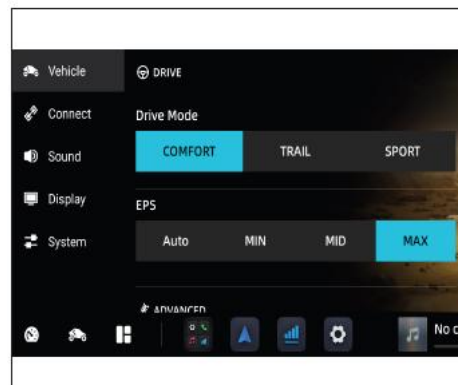 Vehicle
DRIVE
Connect
Drive Mode
Sound
COMFORT TRAIL SPORT
Display
EPS
System
Auto MIN MID MAX
ADVANCED
No